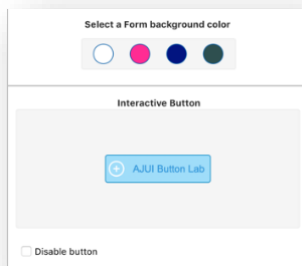 Select a Form background color
Interactive Button
AJUI Button Lab
Disable button